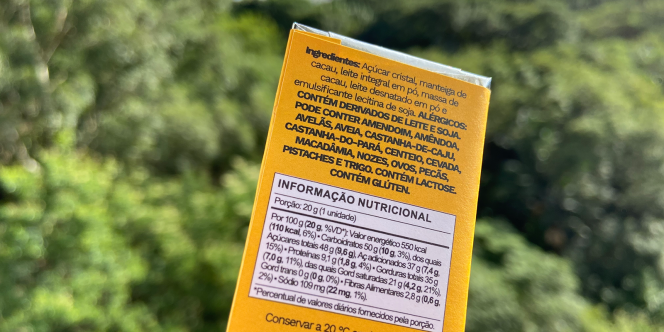 Ingredientes: Açúcar cristal, manteiga de
cacau, leite integral em pó, massa de
cacau, leite desnatado em pó e
emulsificante lecitina de soja. ALÉRGICOS:
CONTÉM DERIVADOS DE LEITE E SOJA.
PODE CONTER AMENDOIM, AMÊNDOA,
AVELÃS, AVEIA, CASTANHA-DE-CAJU,
CASTANHA-DO-PARÁ, CENTEIO, CEVADA,
MACADÂMIA, NOZES, OVOS, PECÃS,
PISTACHES E TRIGO. CONTÉM LACTOSE.
CONTÉM GLÚTEN.
INFORMAÇÃO NUTRICIONAL
Porção: 20 g (1 unidade)
Por 100 g (20 g, %VD*): Valor energético 550 kcal
(110 kcal, 6%) • Carboidratos 50 g (10 g, 3%), dos quais
Açúcares totais 48 g (9,6 g), Aç adicionados 37 g (7,4 g,
15%) • Proteínas 9,1 g (1,8 g, 4%) • Gorduras totais 35 g
(7,0 g, 11%), das quais Gord saturadas 21 g (4,2 g, 21%),
Gord trans 0 g (0 g, 0%) • Fibras Alimentares 2,8 g (0,6 g,
2%) • Sódio 109 mg (22 mg, 1%).
*Percentual de valores diários fornecidos pela porção.
Conservar a 20 °C